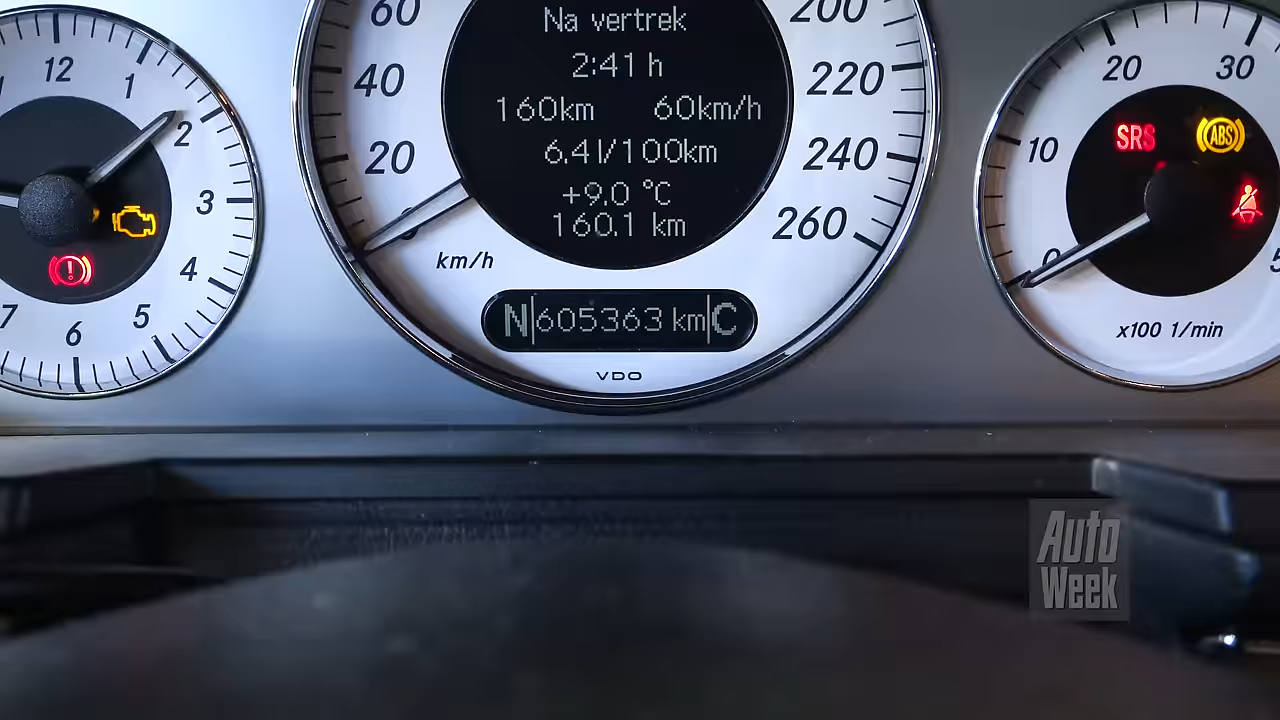 Na vertrek
2:41 h
160km 60km/h
6.4 l/100km
+9.0 °C
160.1 km
N 605363 km C
VDO
km/h
60
40
20
0
200
220
240
260
12
1
2
3
4
5
6
7
10
20
30
0
SRS
ABS
x100 1/min
Auto
Week